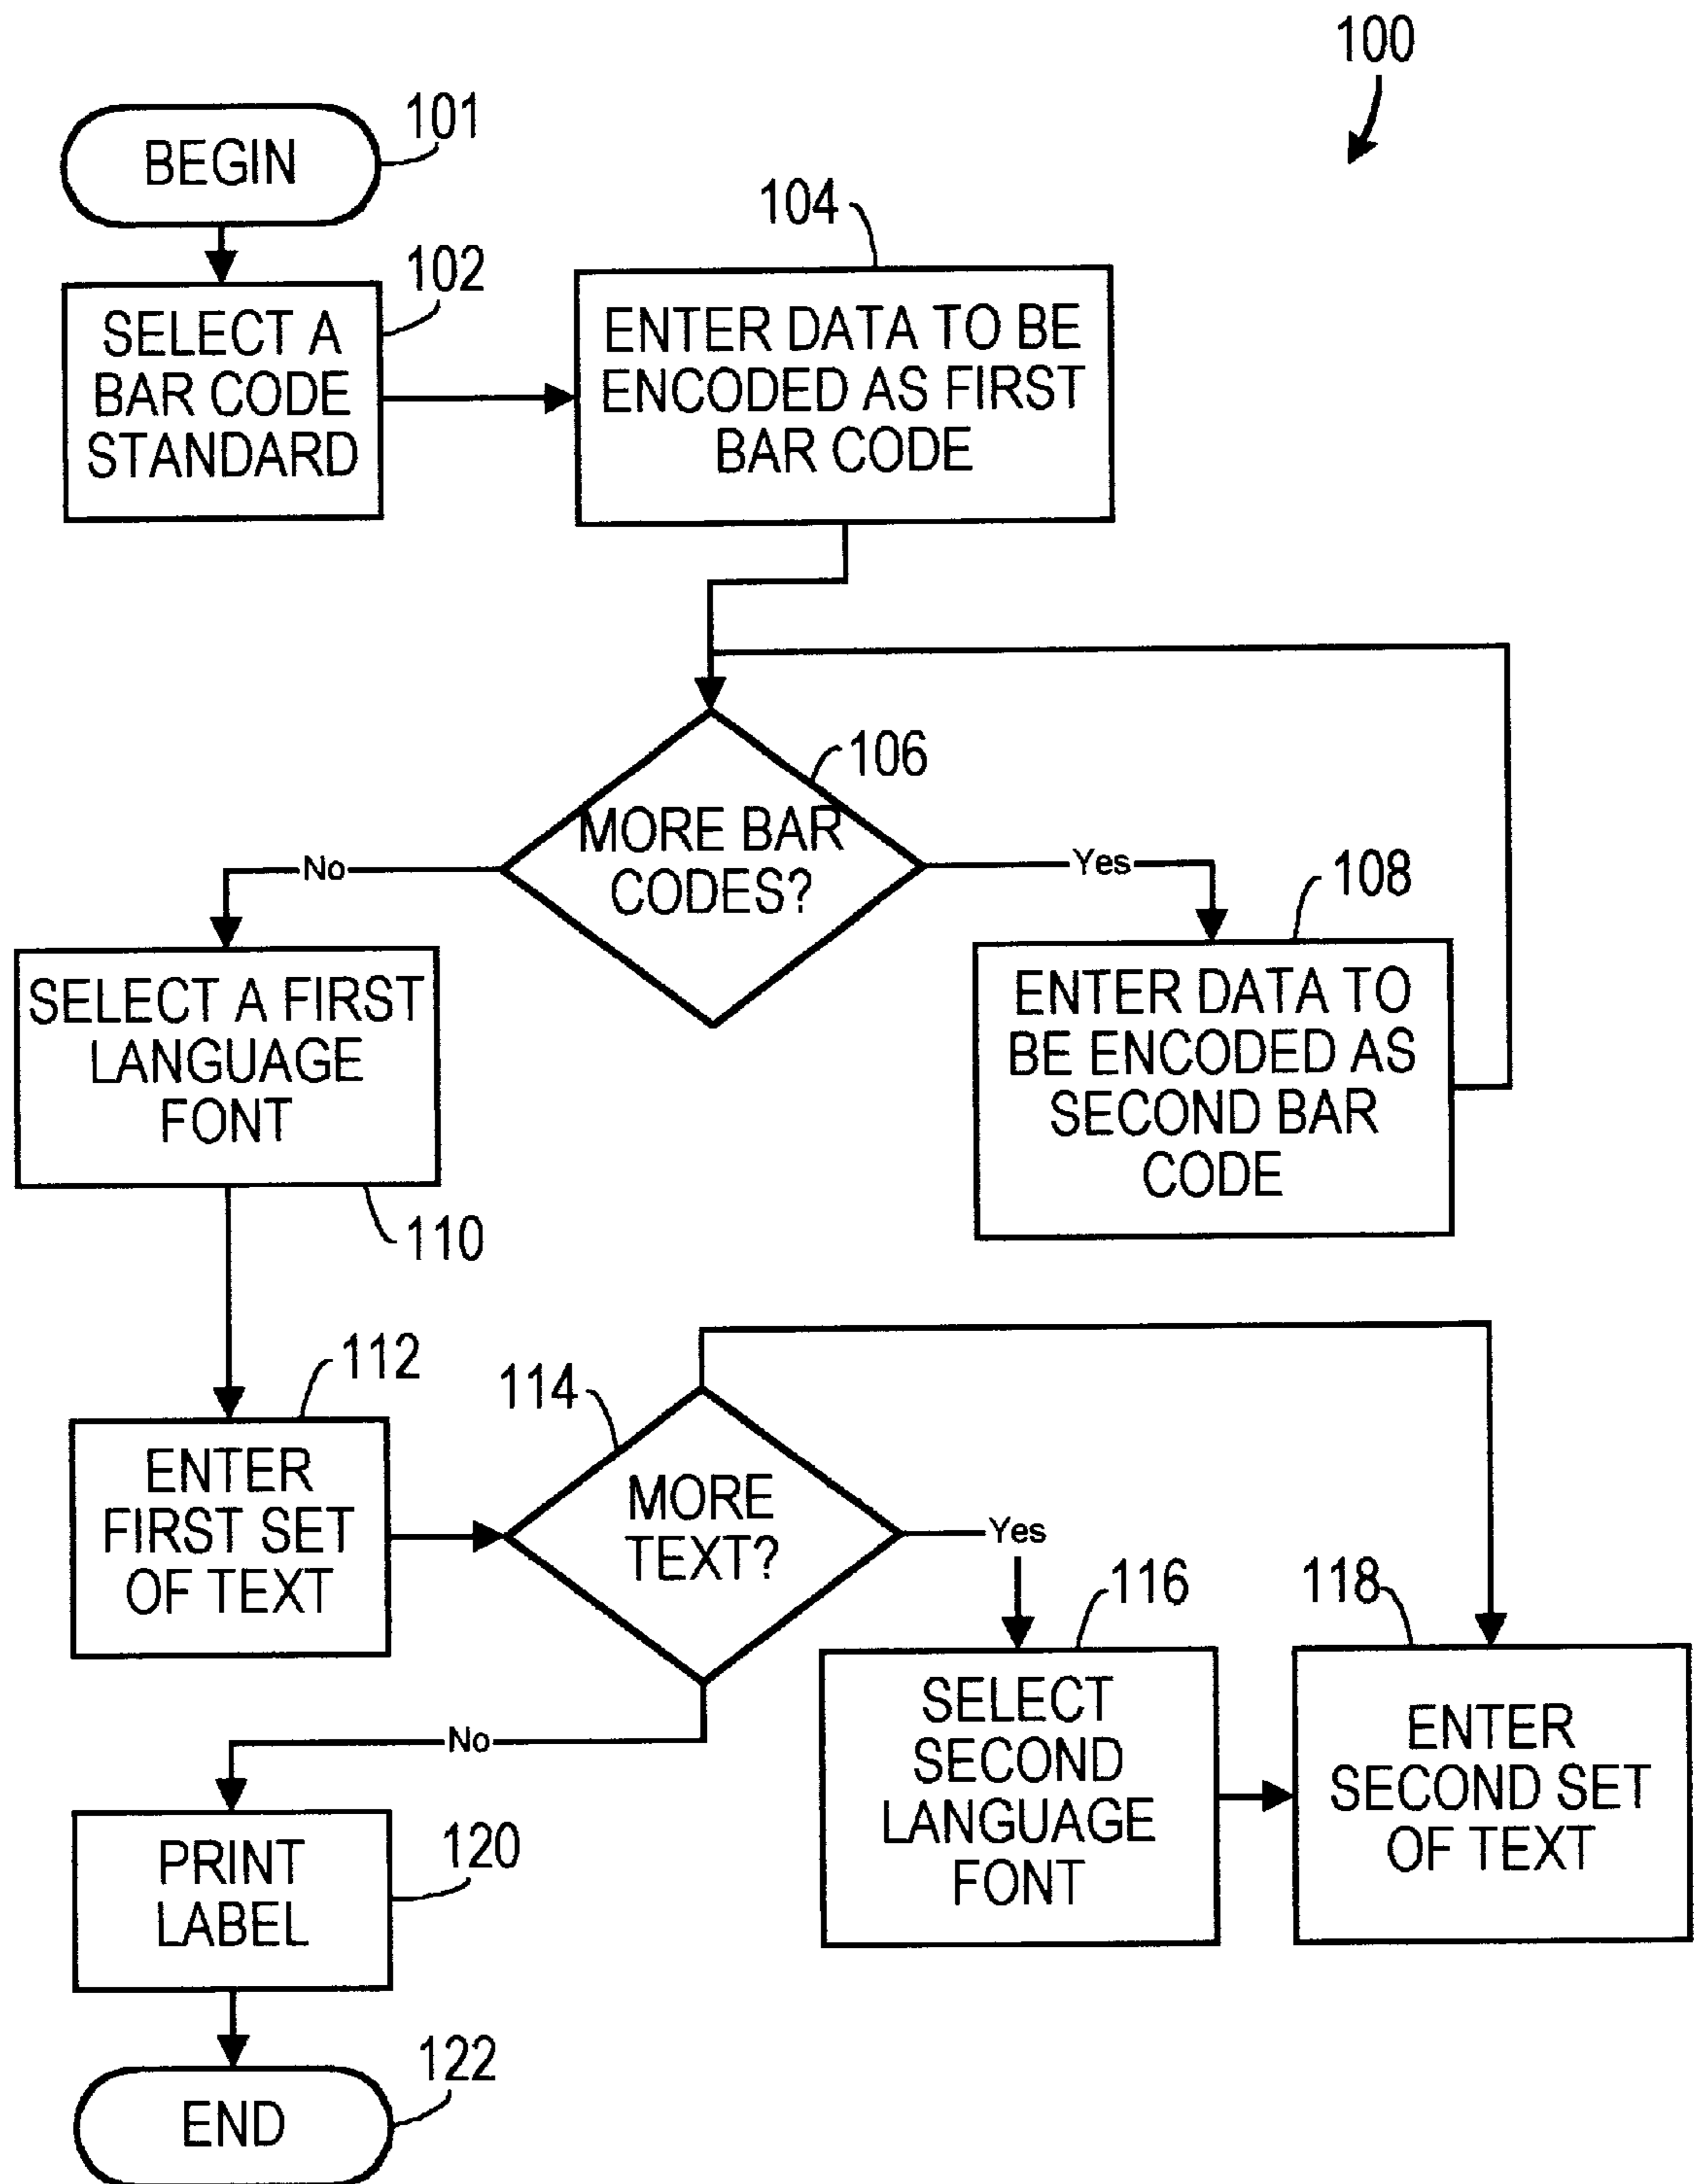 100
BEGIN
101
SELECT A
BAR CODE
STANDARD
102
ENTER DATA TO BE
ENCODED AS FIRST
BAR CODE
104
MORE BAR
CODES?
106
No
Yes
ENTER DATA TO
BE ENCODED AS
SECOND BAR
CODE
108
SELECT A FIRST
LANGUAGE
FONT
110
ENTER
FIRST SET
OF TEXT
112
MORE
TEXT?
114
Yes
No
SELECT
SECOND
LANGUAGE
FONT
116
ENTER
SECOND SET
OF TEXT
118
PRINT
LABEL
120
END
122